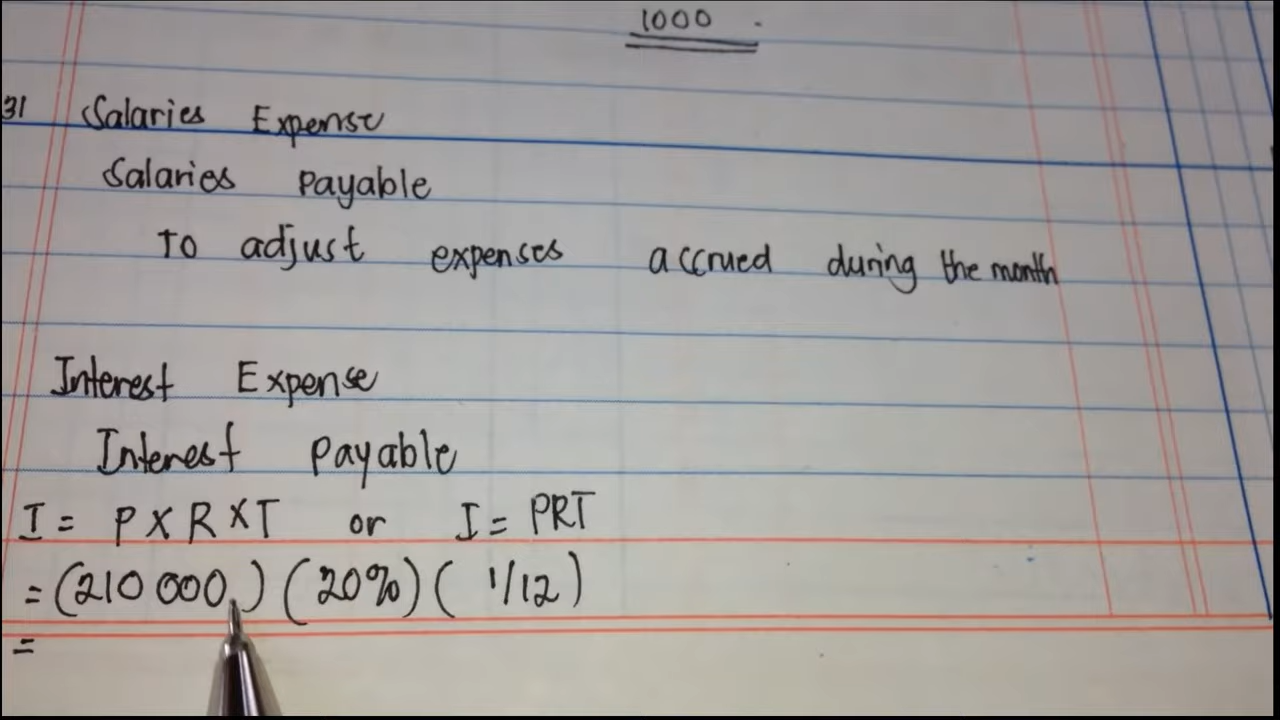 1000
31 Salaries Expense
Salaries Payable
To adjust expenses accrued during the month
Interest Expense
Interest Payable
I = P X R X T or I = PRT
= (210 000) (20%) ( 1/12 )
=